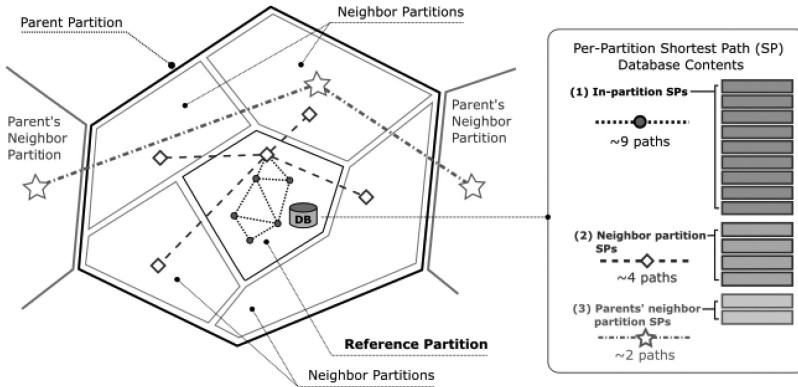 Neighbor Partitions
Parent Partition
Parent's
Neighbor
Partition
Parent's
Neighbor
Partition
DB
Reference Partition
Neighbor Partitions
Per-Partition Shortest Path (SP)
Database Contents
(1) In-partition SPs
~9 paths
(2) Neighbor partition
SPs
~4 paths
(3) Parents' neighbor
partition SPs
~2 paths